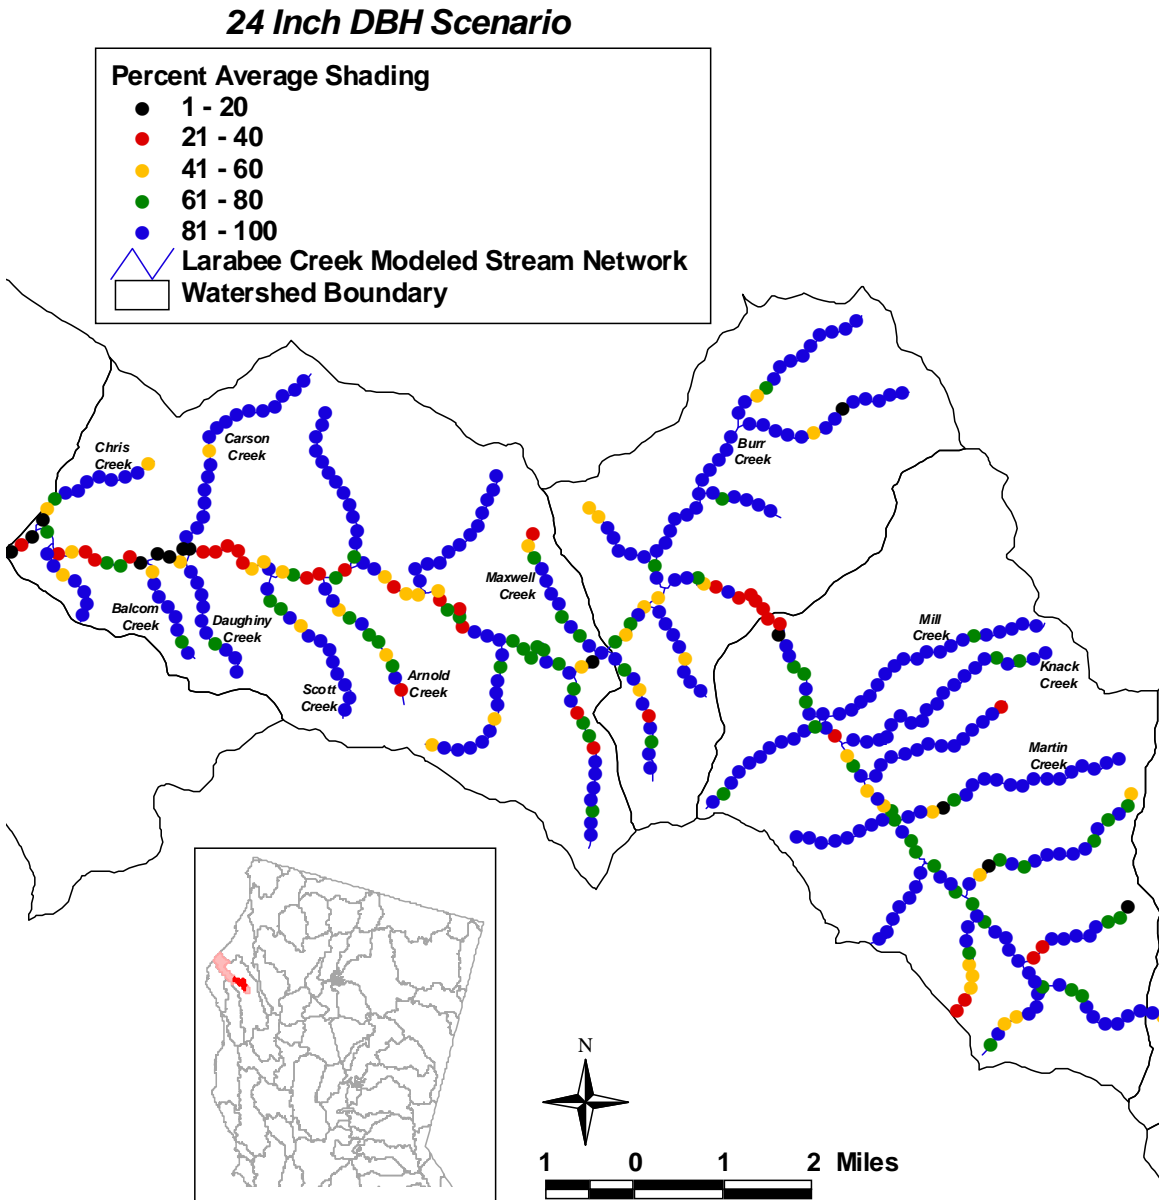 24 Inch DBH Scenario
Percent Average Shading
1 - 20
21 - 40
41 - 60
61 - 80
81 - 100
Larabee Creek Modeled Stream Network
Watershed Boundary
Chris
Creek
Carson
Creek
Burr
Creek
Maxwell
Creek
Balcom
Creek
Daughiny
Creek
Scott
Creek
Arnold
Creek
Mill
Creek
Knack
Creek
Martin
Creek
N
1 0 1 2 Miles